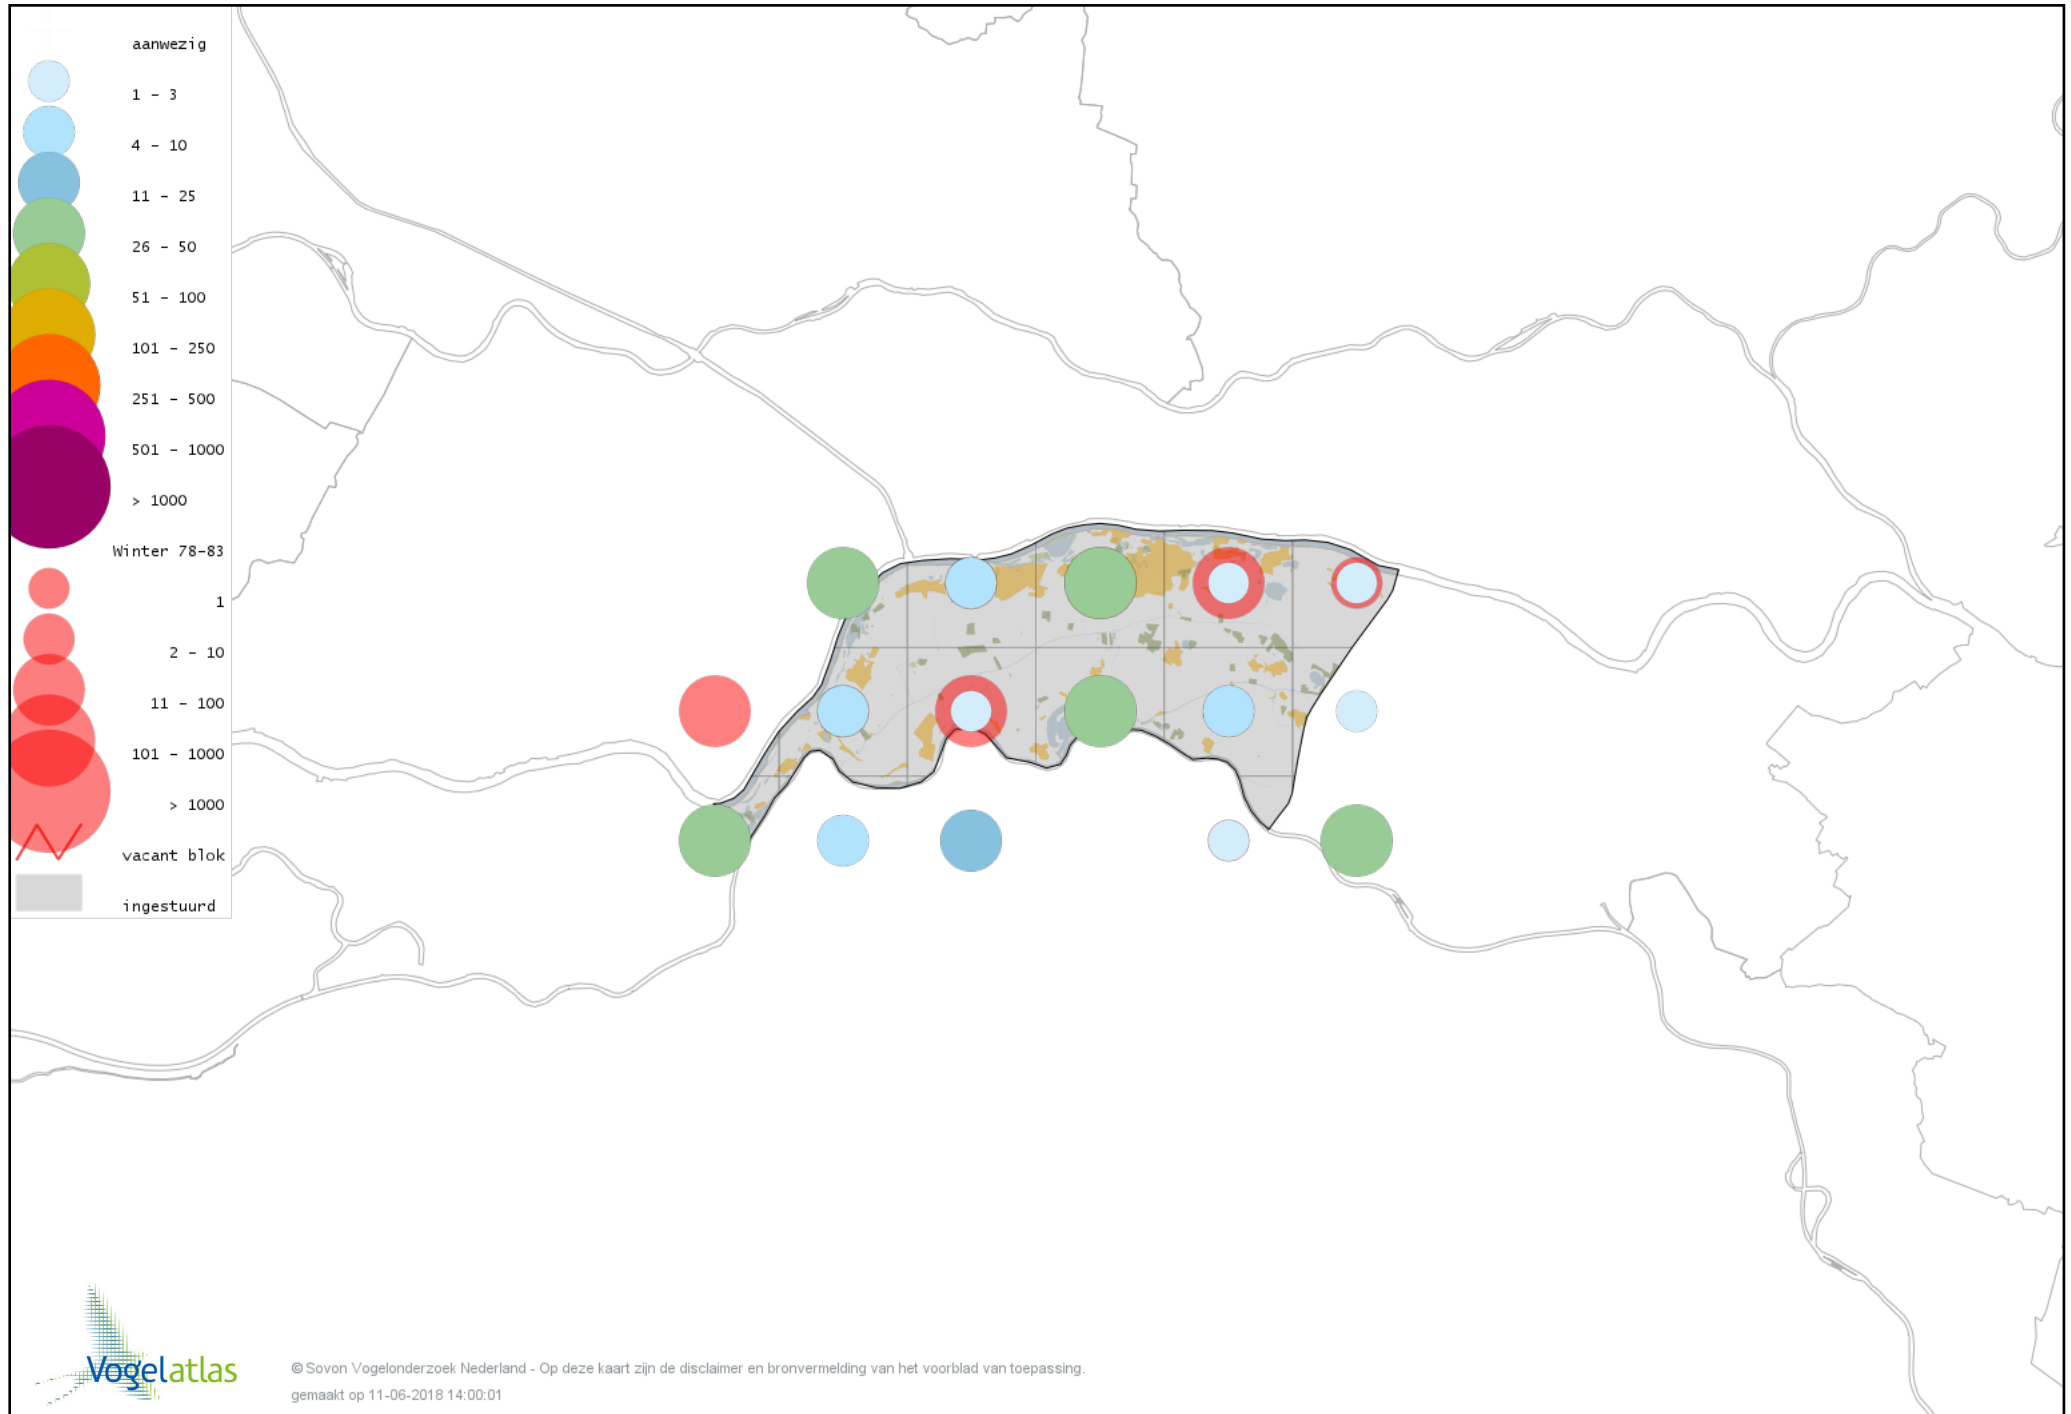 aanwezig
1 - 3
4 - 10
11 - 25
26 - 50
51 - 100
101 - 250
251 - 500
501 - 1000
> 1000
Winter 78-83
1
2 - 10
11 - 100
101 - 1000
> 1000
vacant blok
ingestuurd
Vogelatlas
© Sovon Vogelonderzoek Nederland - Op deze kaart zijn de disclaimer en bronvermelding van het voorblad van toepassing.
gemaakt op 11-06-2018 14:00:01